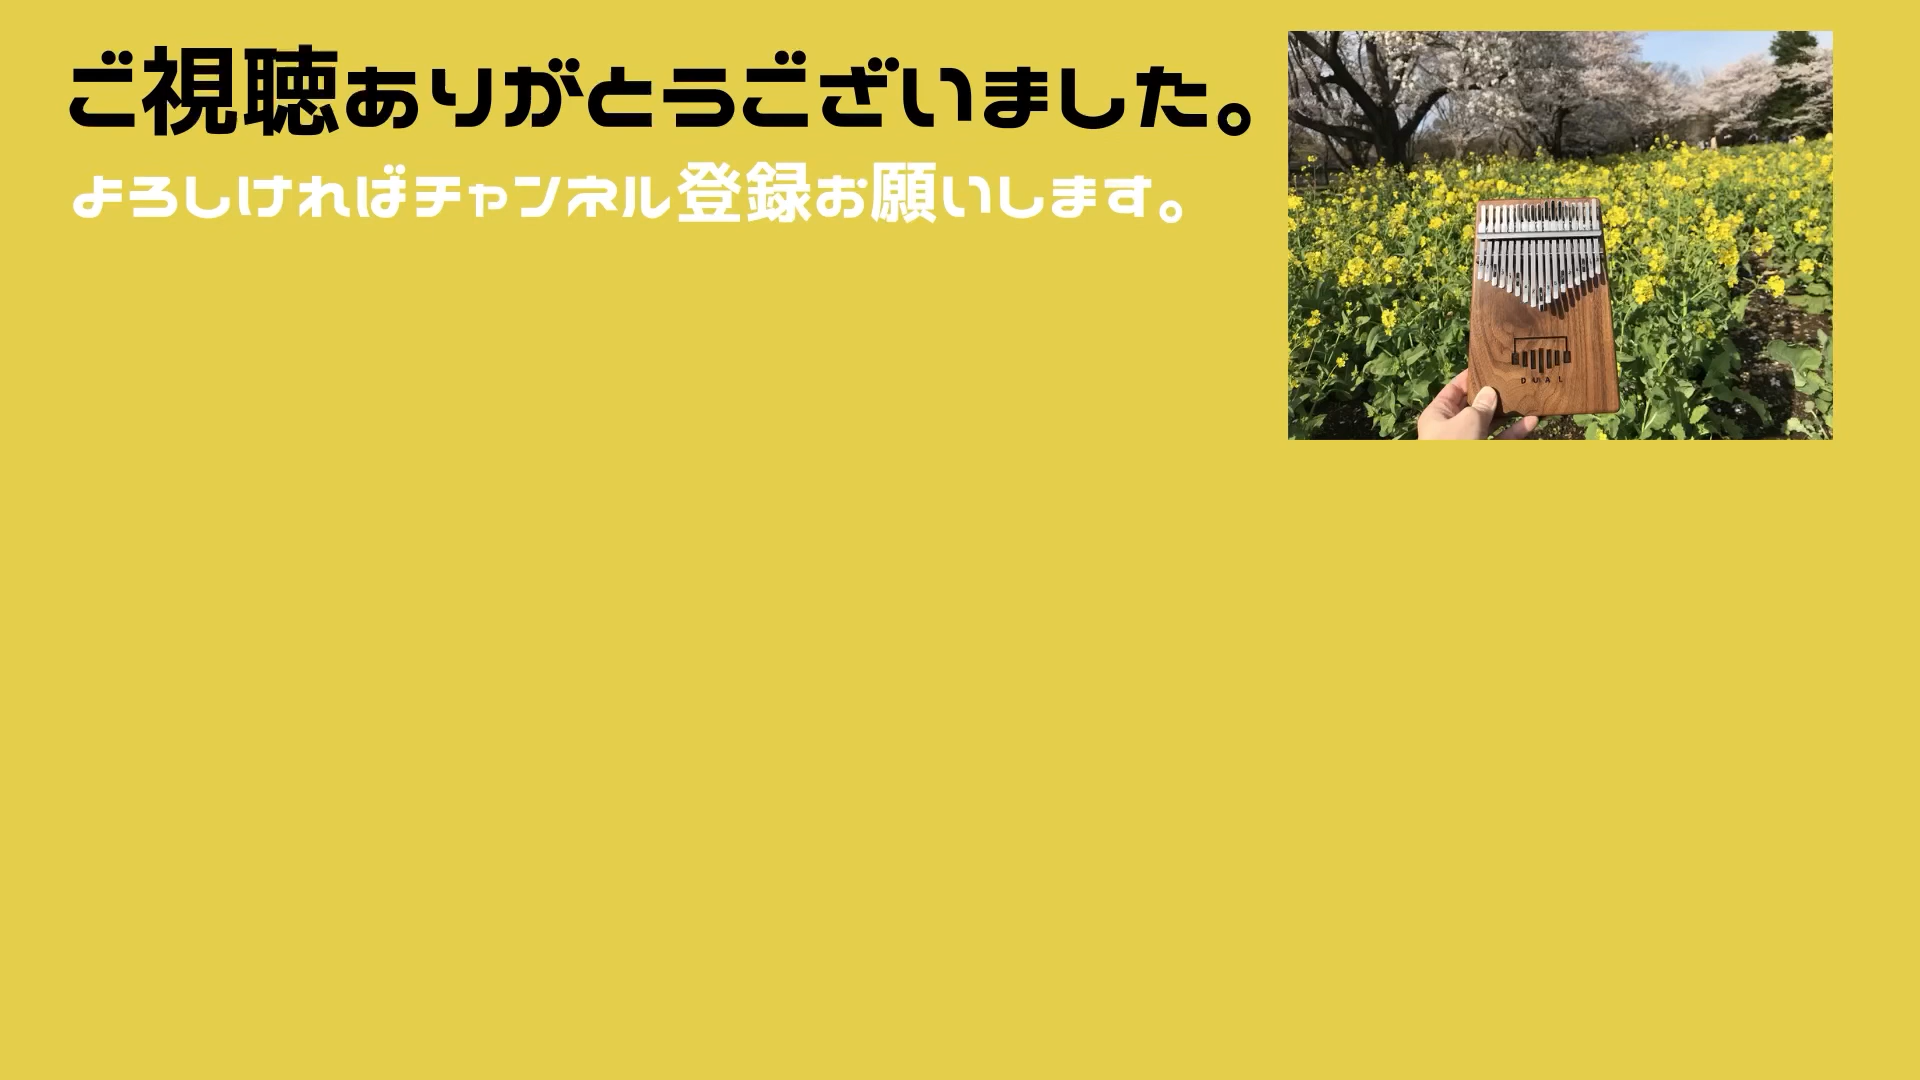 ご視聴ありがとうございました。
よろしければチャンネル登録お願いします。
DUAL